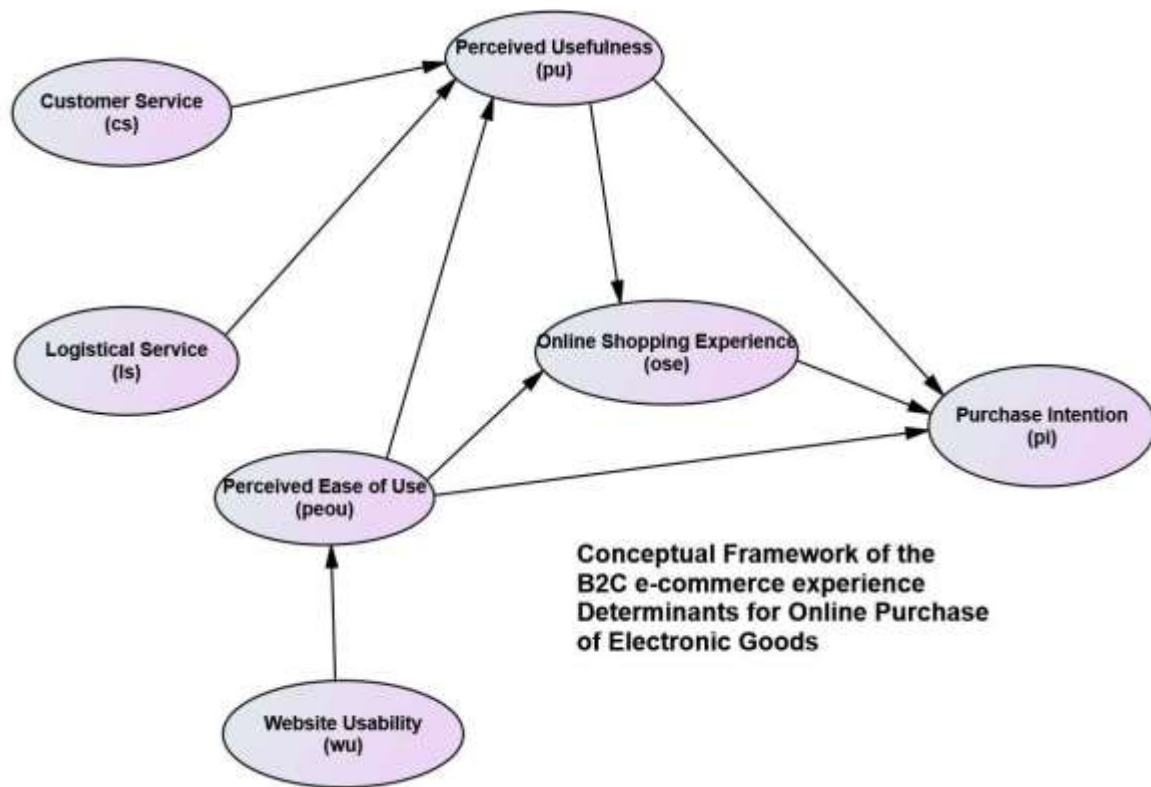 Perceived Usefulness
(pu)
Customer Service
(cs)
Logistical Service
(ls)
Online Shopping Experience
(ose)
Purchase Intention
(pi)
Perceived Ease of Use
(peou)
Conceptual Framework of the
B2C e-commerce experience
Determinants for Online Purchase
of Electronic Goods
Website Usability
(wu)